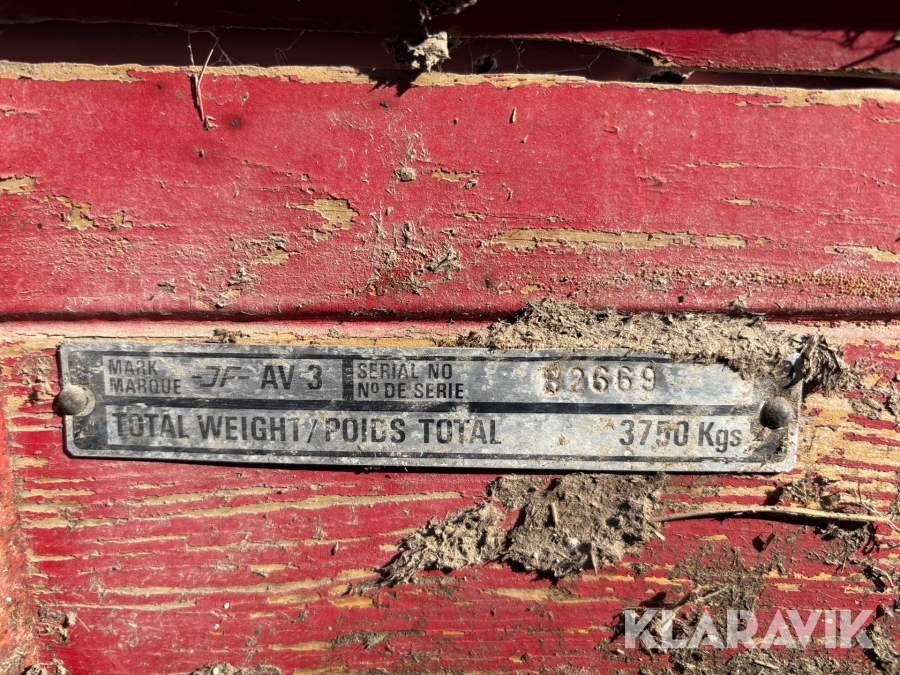 MARK MARQUE -JF- AV 3 SERIAL NO Nº DE SERIE 82669
TOTAL WEIGHT/POIDS TOTAL 3750 Kgs
KLARAVIK